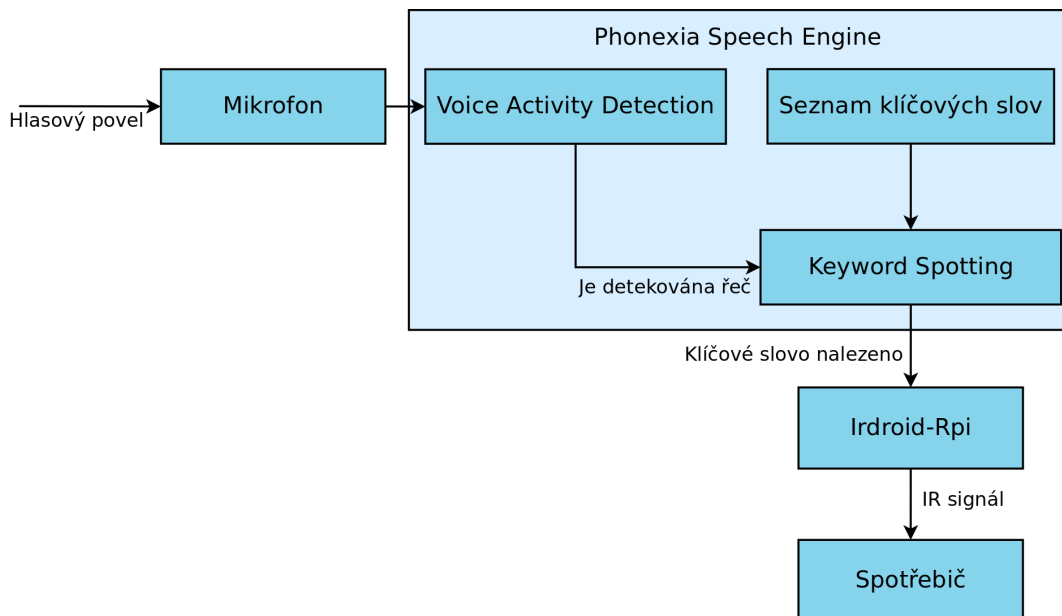 Phonexia Speech Engine
Hlasový povel
Mikrofon
Voice Activity Detection
Seznam klíčových slov
Je detekována řeč
Keyword Spotting
Klíčové slovo nalezeno
Irdroid-Rpi
IR signál
Spotřebič